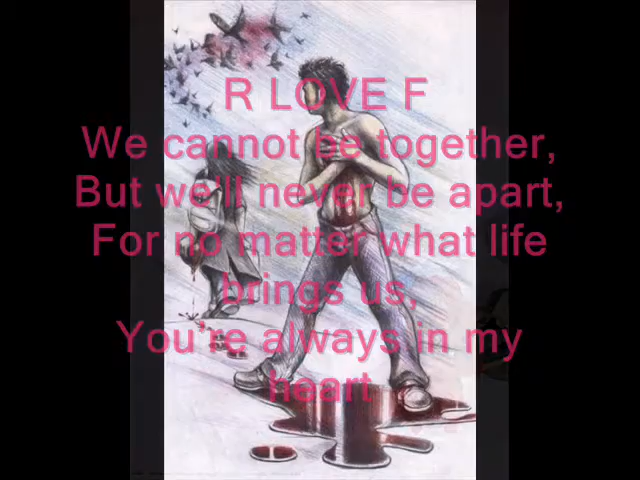 R LOVE F
We cannot be together,
But we'll never be apart,
For no matter what life
brings us,
You're always in my
heart